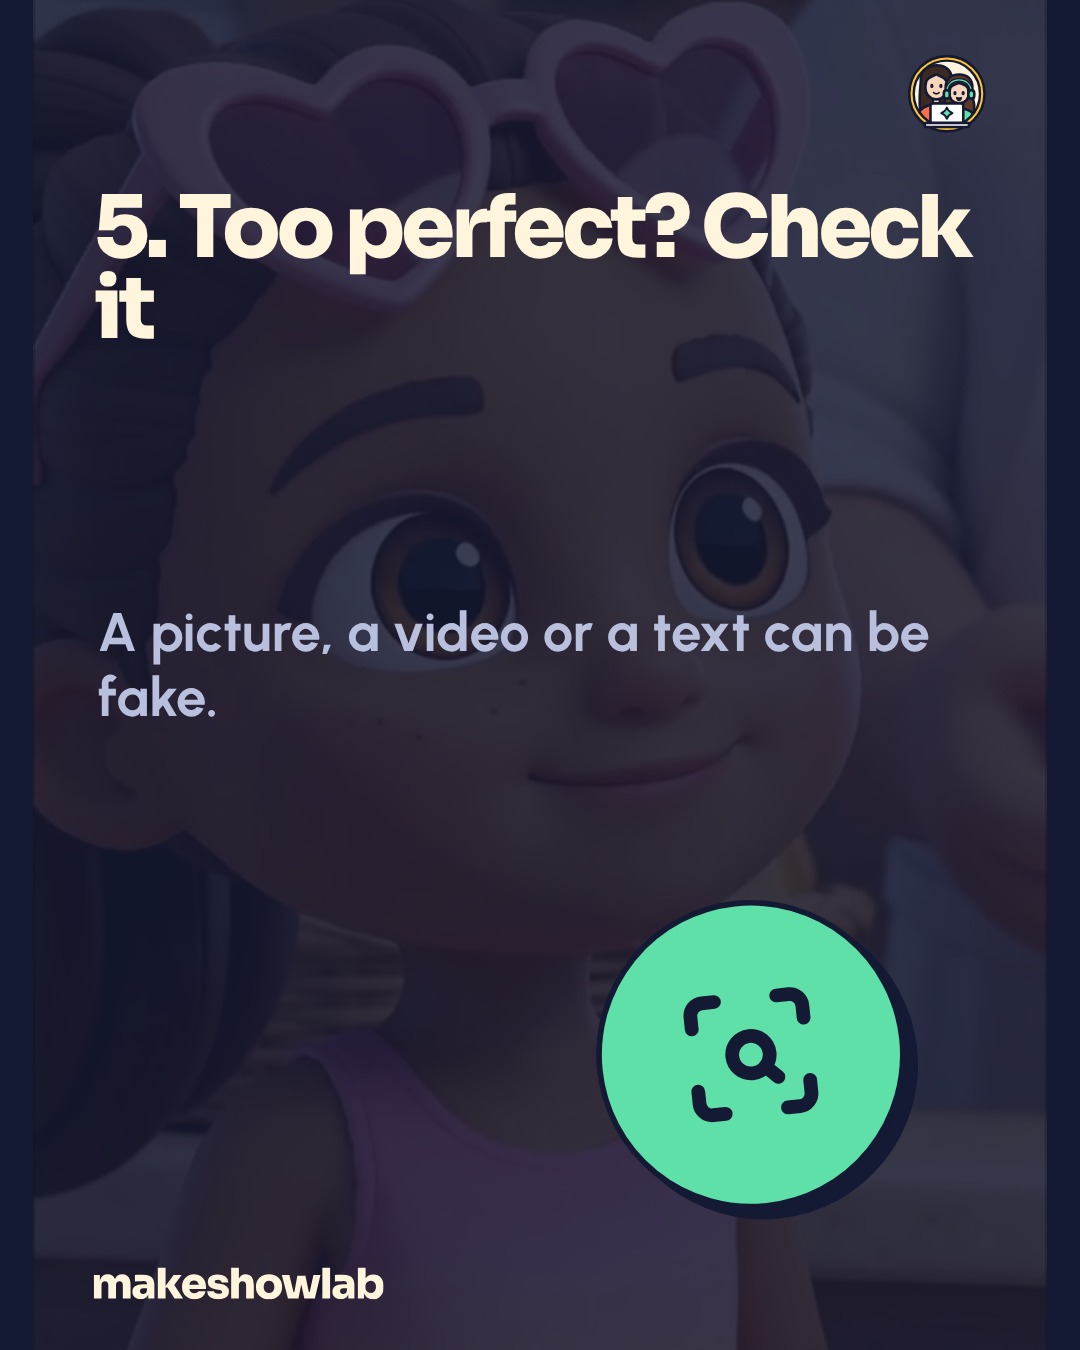 5. Too perfect? Check
it
A picture, a video or a text can be
fake.
makeshowlab